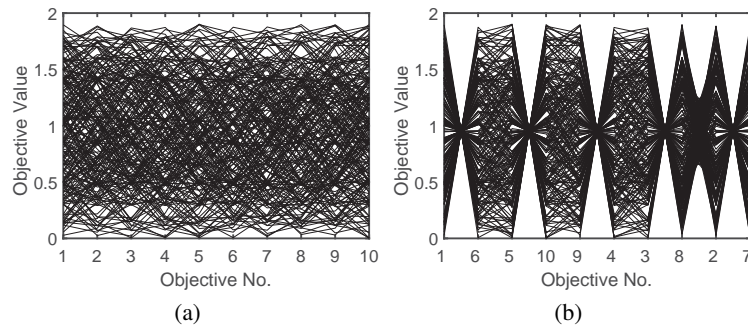 2
1.5
1
0.5
0
Objective Value
1 2 3 4 5 6 7 8 9 10
Objective No.
(a)
2
1.5
1
0.5
0
Objective Value
1 6 5 10 9 4 3 8 2 7
Objective No.
(b)